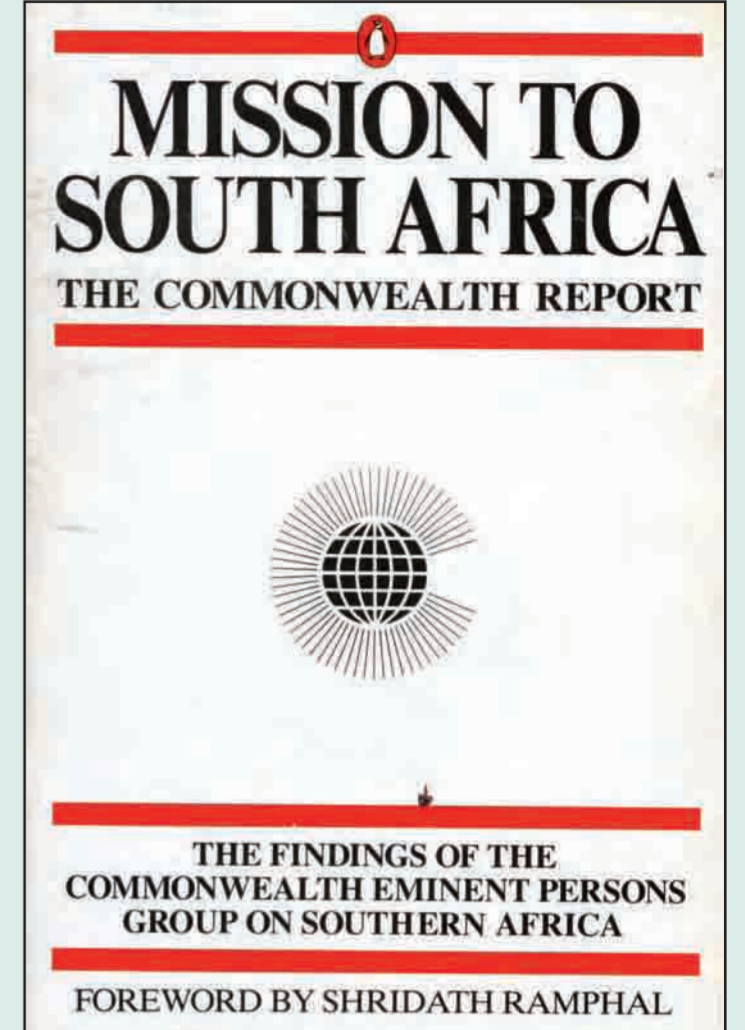 MISSION TO
SOUTH AFRICA
THE COMMONWEALTH REPORT
THE FINDINGS OF THE
COMMONWEALTH EMINENT PERSONS
GROUP ON SOUTHERN AFRICA
FOREWORD BY SHRIDATH RAMPHAL